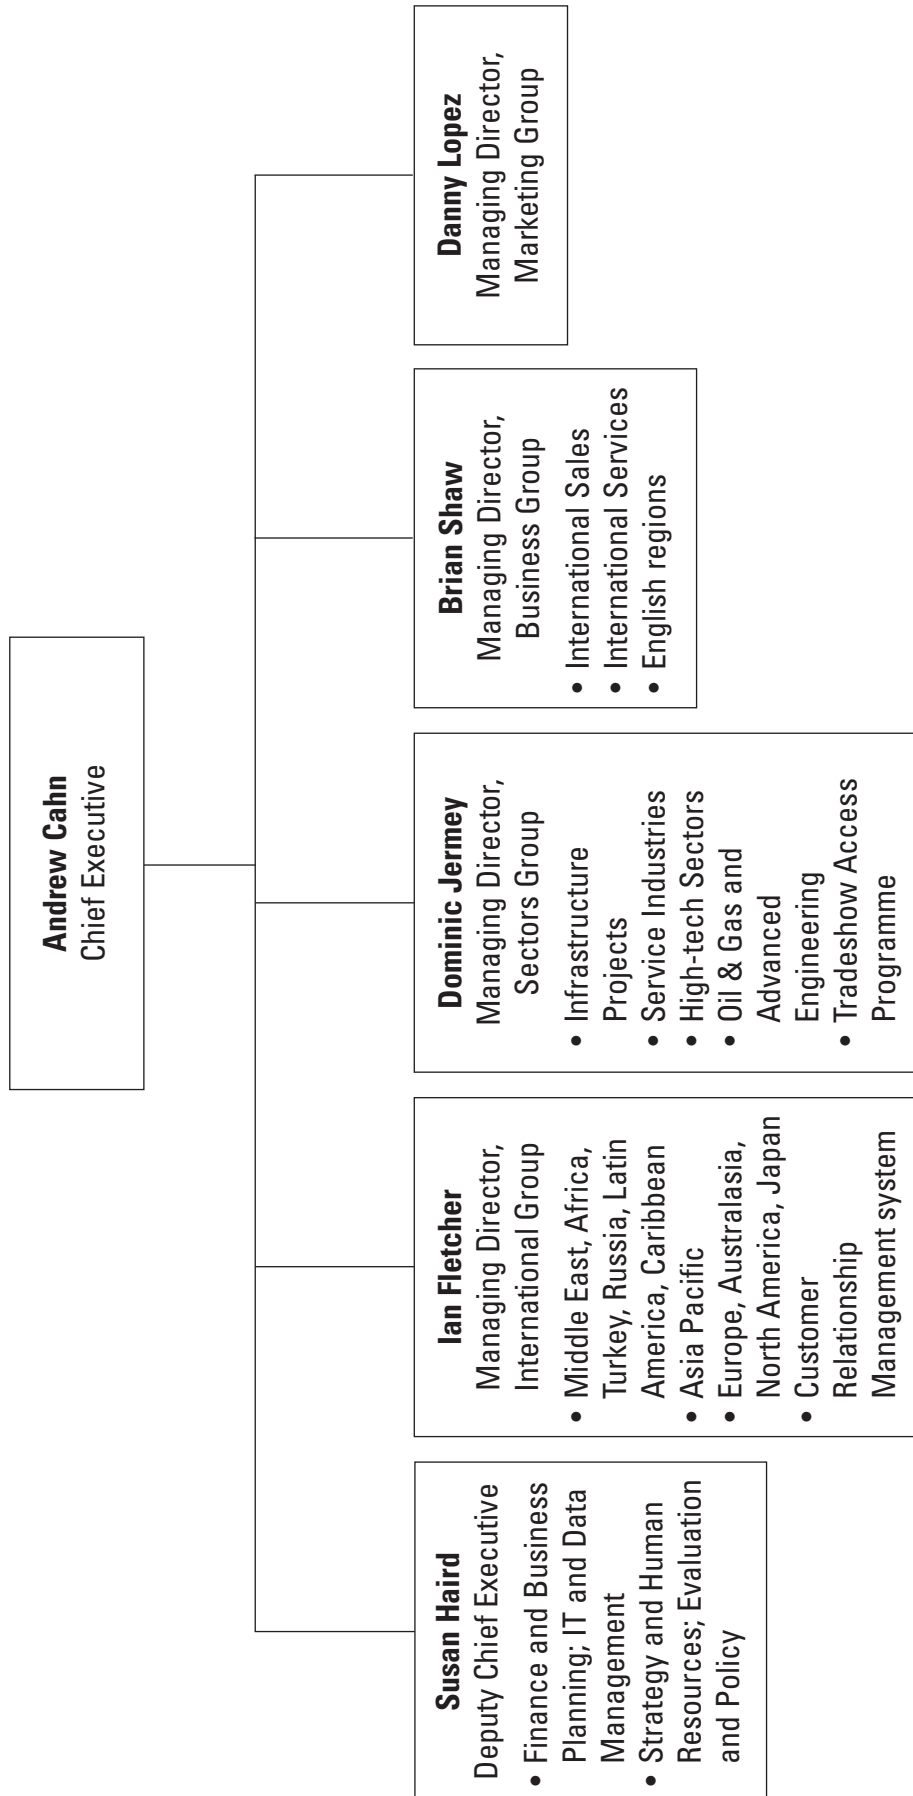 Andrew Cahn
Chief Executive
Susan Haird
Deputy Chief Executive
• Finance and Business
Planning; IT and Data
Management
• Strategy and Human
Resources; Evaluation
and Policy
Ian Fletcher
Managing Director,
International Group
• Middle East, Africa,
Turkey, Russia, Latin
America, Caribbean
• Asia Pacific
• Europe, Australasia,
North America, Japan
• Customer
Relationship
Management system
Dominic Jermey
Managing Director,
Sectors Group
• Infrastructure
Projects
• Service Industries
• High-tech Sectors
• Oil & Gas and
Advanced
Engineering
• Tradeshow Access
Programme
Brian Shaw
Managing Director,
Business Group
• International Sales
• International Services
• English regions
Danny Lopez
Managing Director,
Marketing Group